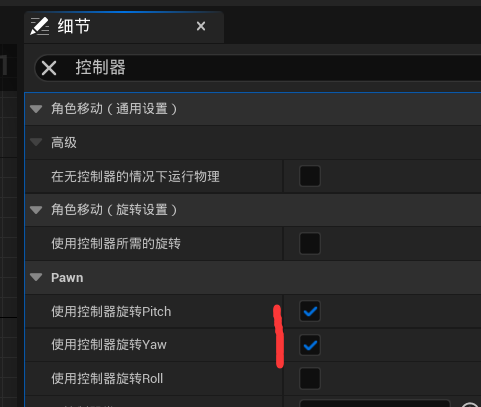 细节
控制器
角色移动（通用设置）
高级
在无控制器的情况下运行物理
角色移动（旋转设置）
使用控制器所需的旋转
Pawn
使用控制器旋转Pitch
使用控制器旋转Yaw
使用控制器旋转Roll